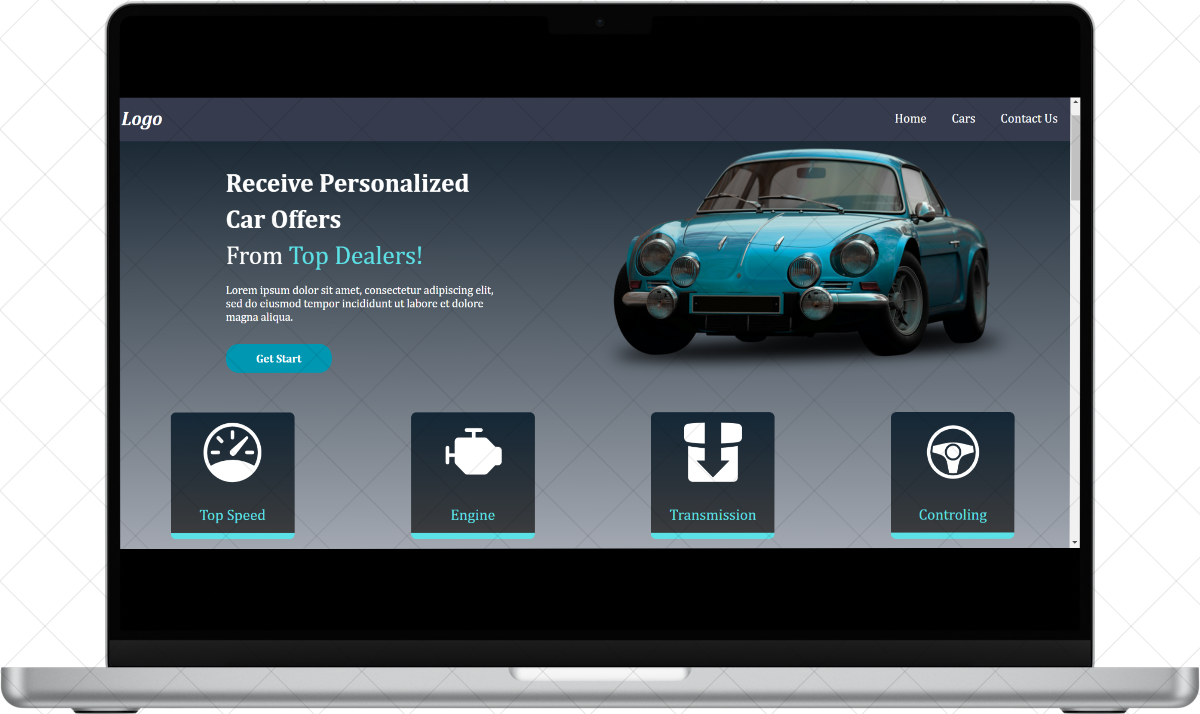 Logo
Home Cars Contact Us
Receive Personalized
Car Offers
From Top Dealers!
Lorem ipsum dolor sit amet, consectetur adipiscing elit,
sed do eiusmod tempor incididunt ut labore et dolore
magna aliqua.
Get Start
Top Speed
Engine
Transmission
Controling